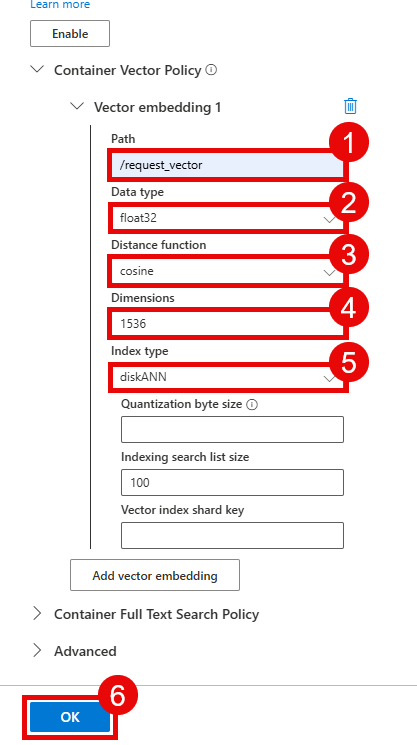 Learn more
Enable
Container Vector Policy
Vector embedding 1
Path
1
/request_vector
Data type
2
float32
Distance function
3
cosine
Dimensions
4
1536
Index type
5
diskANN
Quantization byte size
Indexing search list size
100
Vector index shard key
Add vector embedding
Container Full Text Search Policy
Advanced
6
OK